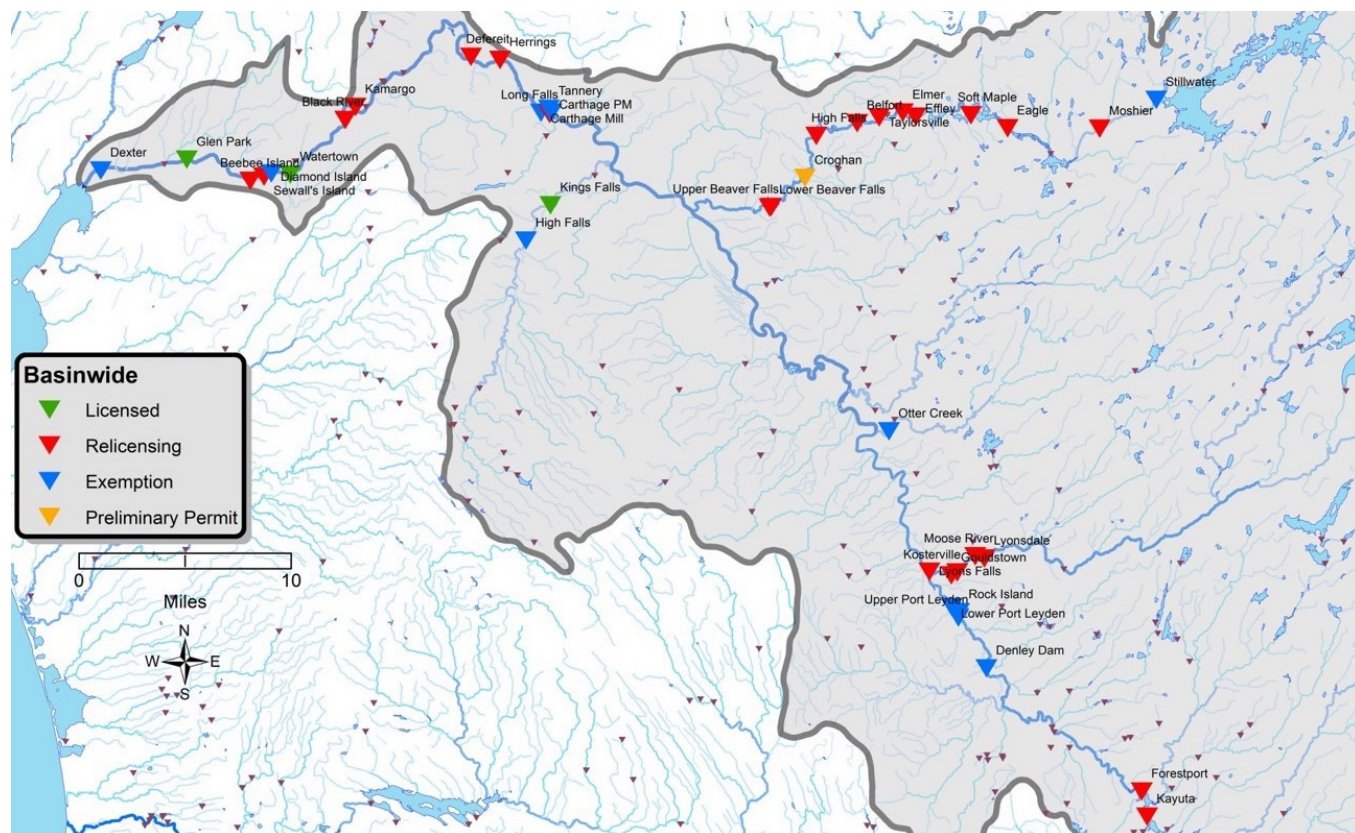 Defereit
Herrings
Stillwater
Kamargo
Black River
Long Falls
Tannery
Carthage PM
Carthage Mill
Elmer
Soft Maple
Belfort
Effley
Eagle
Moshier
High Falls
Taylorsville
Glen Park
Dexter
Beebee Island
Watertown
Diamond Island
Sewall's Island
Croghan
Kings Falls
Upper Beaver Falls
Lower Beaver Falls
High Falls
Basinwide
Licensed
Relicensing
Exemption
Preliminary Permit
0
10
Miles
N
W
E
S
Otter Creek
Moose River
Lyonsdale
Kosterville
Gouldstown
Lyons Falls
Rock Island
Upper Port Leyden
Lower Port Leyden
Denley Dam
Forestport
Kayuta